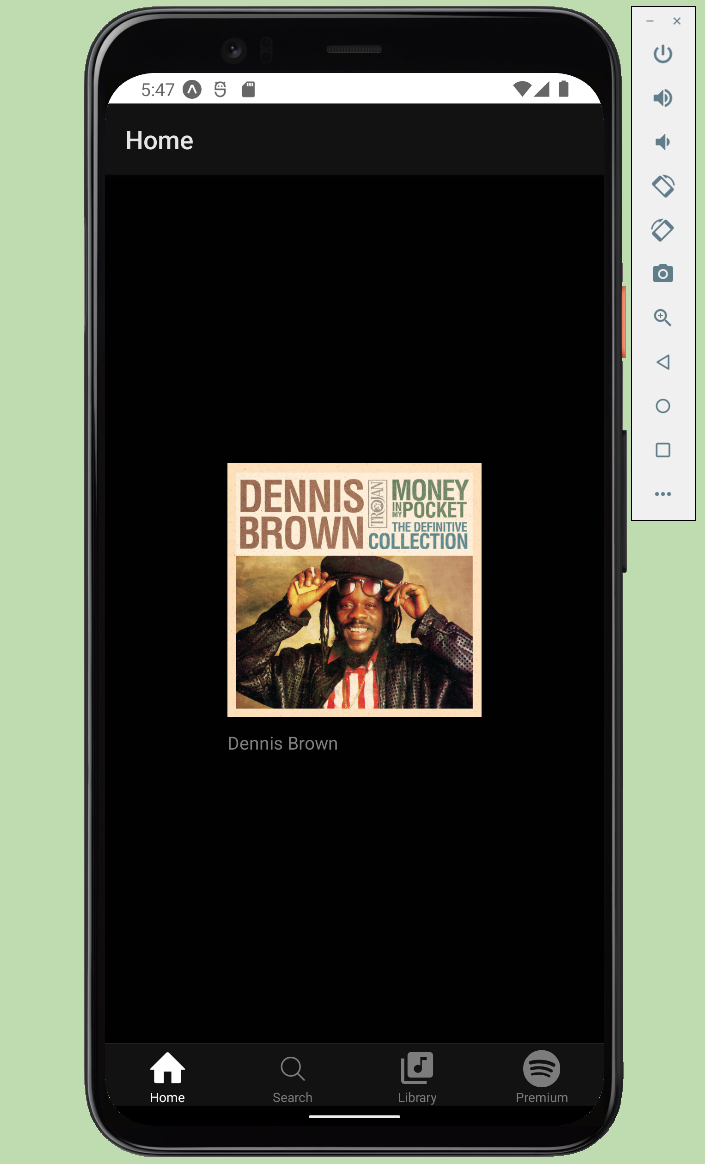 5:47
Home
DENNIS
BROWN
TROJAN
MONEY
IN MY POCKET
THE DEFINITIVE
COLLECTION
Dennis Brown
Home Search Library Premium